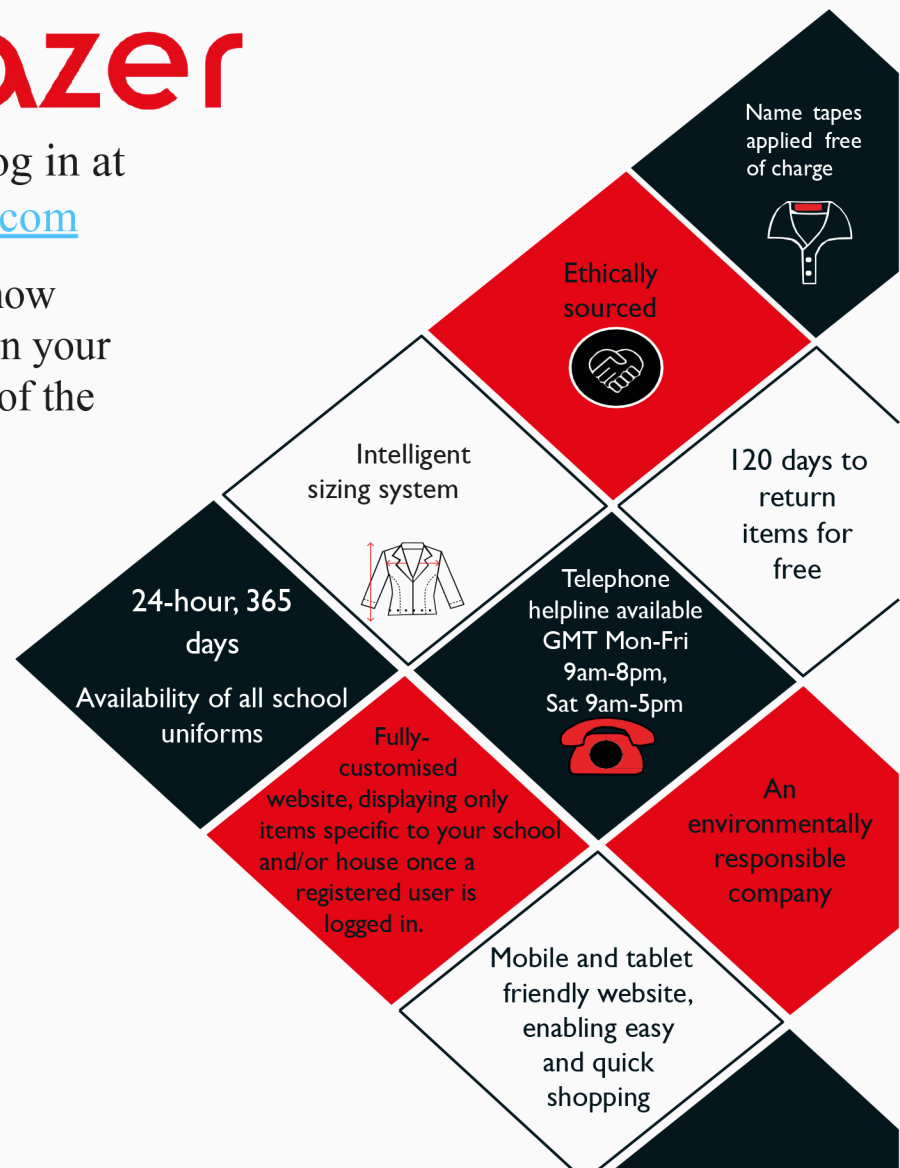 azer
og in at
.com
now
n your
of the
Name tapes
applied free
of charge
Ethically
sourced
Intelligent
sizing system
120 days to
return
items for
free
24-hour, 365
days
Availability of all school
uniforms
Telephone
helpline available
GMT Mon-Fri
9am-8pm,
Sat 9am-5pm
Fully-
customised
website, displaying only
items specific to your school
and/or house once a
registered user is
logged in.
An
environmentally
responsible
company
Mobile and tablet
friendly website,
enabling easy
and quick
shopping